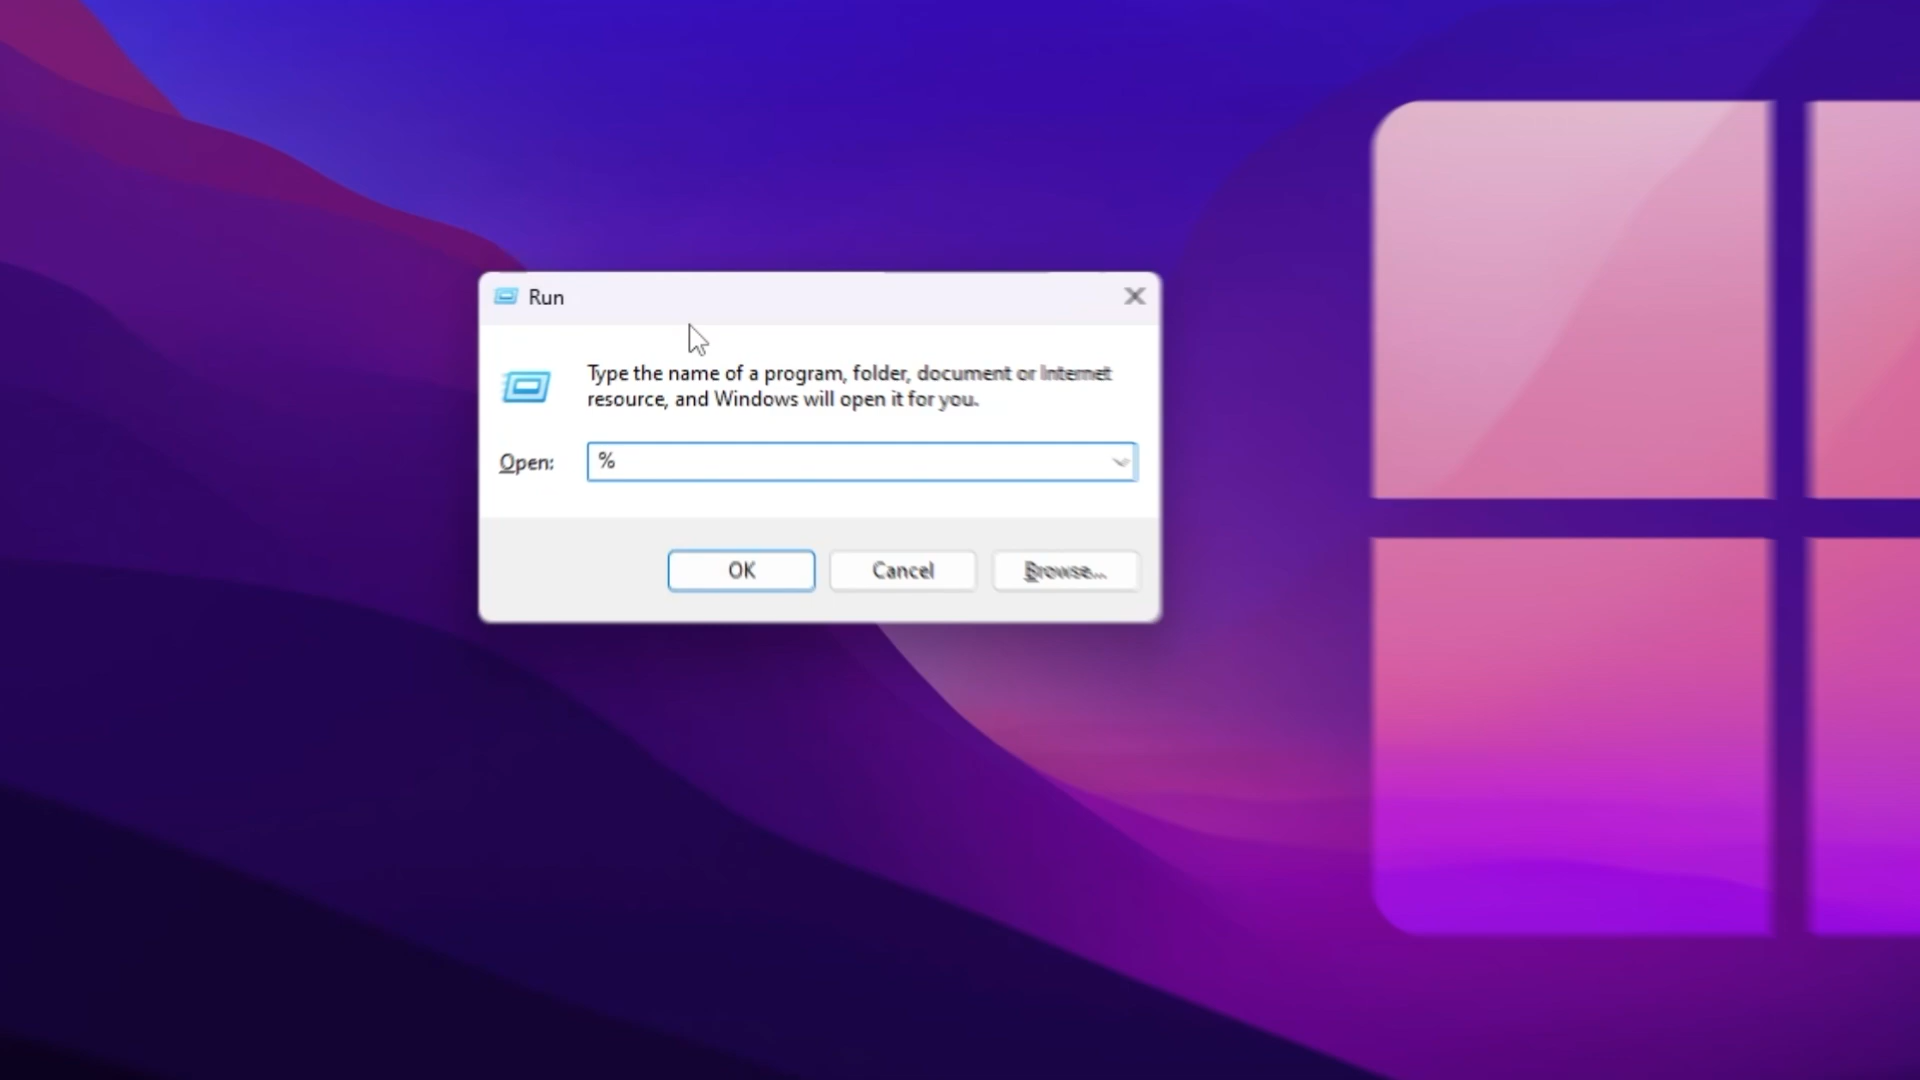 Run
Type the name of a program, folder, document or Internet
resource, and Windows will open it for you.
Open: %
OK Cancel Browse...